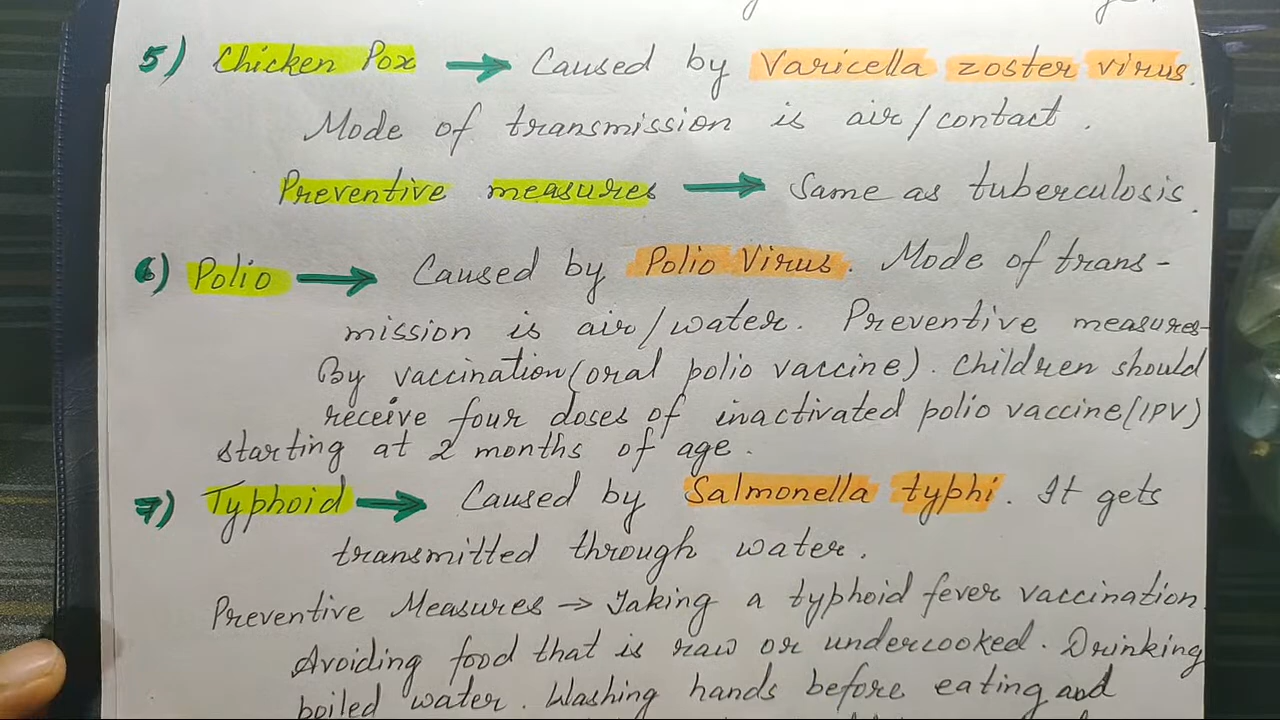 5) Chicken Pox → Caused by Varicella zoster virus.
Mode of transmission is air/contact.
Preventive measures → Same as tuberculosis.
6) Polio → Caused by Polio Virus. Mode of trans-
mission is air/water. Preventive measures-
By vaccination (oral polio vaccine). Children should
receive four doses of inactivated polio vaccine (IPV)
starting at 2 months of age.
7) Typhoid → Caused by Salmonella typhi. It gets
transmitted through water.
Preventive Measures → Taking a typhoid fever vaccination.
Avoiding food that is raw or undercooked. Drinking
boiled water. Washing hands before eating and